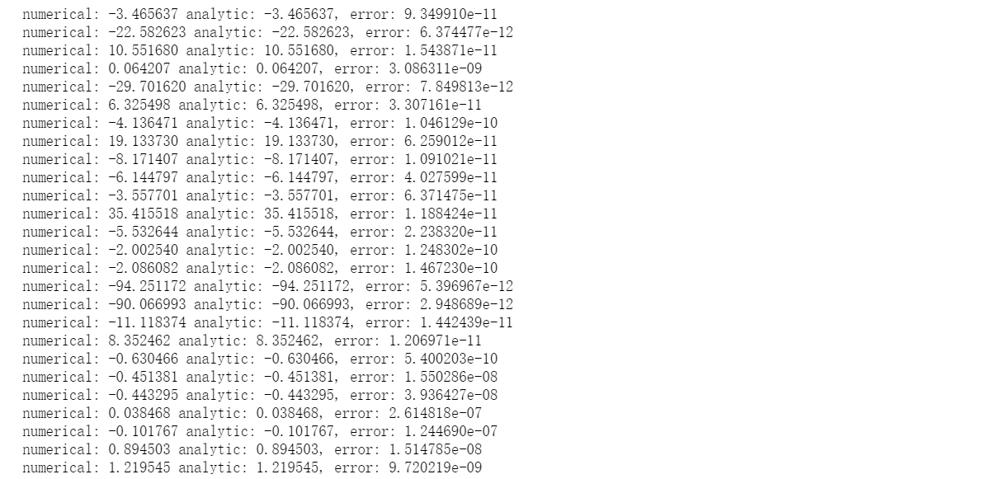 numerical: -3.465637 analytic: -3.465637, error: 9.349910e-11
numerical: -22.582623 analytic: -22.582623, error: 6.374477e-12
numerical: 10.551680 analytic: 10.551680, error: 1.543871e-11
numerical: 0.064207 analytic: 0.064207, error: 3.086311e-09
numerical: -29.701620 analytic: -29.701620, error: 7.849813e-12
numerical: 6.325498 analytic: 6.325498, error: 3.307161e-11
numerical: -4.136471 analytic: -4.136471, error: 1.046129e-10
numerical: 19.133730 analytic: 19.133730, error: 6.259012e-11
numerical: -8.171407 analytic: -8.171407, error: 1.091021e-11
numerical: -6.144797 analytic: -6.144797, error: 4.027599e-11
numerical: -3.557701 analytic: -3.557701, error: 6.371475e-11
numerical: 35.415518 analytic: 35.415518, error: 1.188424e-11
numerical: -5.532644 analytic: -5.532644, error: 2.238320e-11
numerical: -2.002540 analytic: -2.002540, error: 1.248302e-10
numerical: -2.086082 analytic: -2.086082, error: 1.467230e-10
numerical: -94.251172 analytic: -94.251172, error: 5.396967e-12
numerical: -90.066993 analytic: -90.066993, error: 2.948689e-12
numerical: -11.118374 analytic: -11.118374, error: 1.442439e-11
numerical: 8.352462 analytic: 8.352462, error: 1.206971e-11
numerical: -0.630466 analytic: -0.630466, error: 5.400203e-10
numerical: -0.451381 analytic: -0.451381, error: 1.550286e-08
numerical: -0.443295 analytic: -0.443295, error: 3.936427e-08
numerical: 0.038468 analytic: 0.038468, error: 2.614818e-07
numerical: -0.101767 analytic: -0.101767, error: 1.244690e-07
numerical: 0.894503 analytic: 0.894503, error: 1.514785e-08
numerical: 1.219545 analytic: 1.219545, error: 9.720219e-09